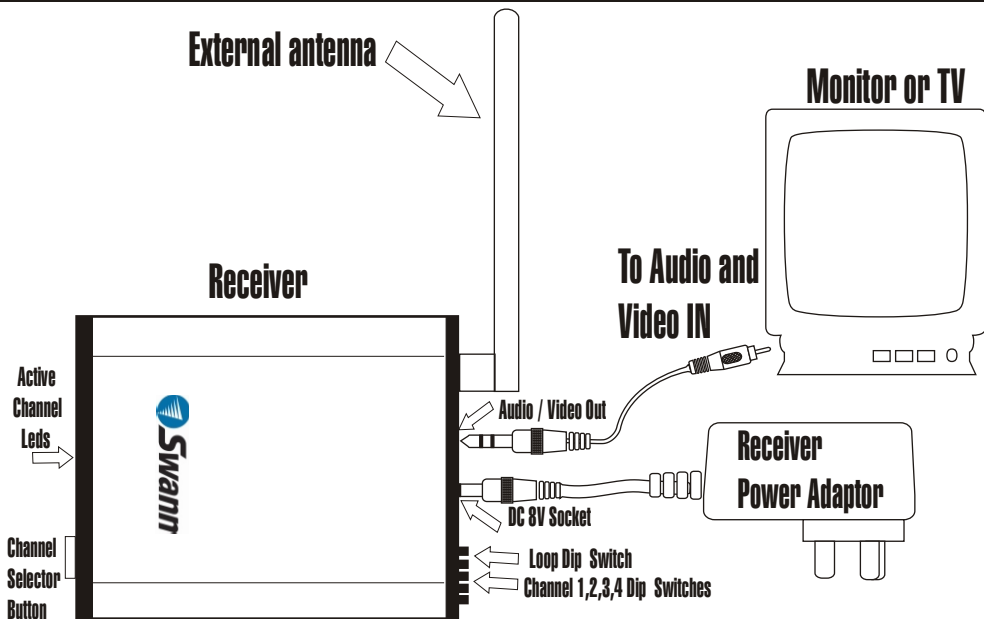 External antenna
Monitor or TV
Receiver
To Audio and
Video IN
Active
Channel
Leds
Swann
Audio / Video Out
Receiver
Power Adaptor
DC 8V Socket
Channel
Selector
Button
Loop Dip Switch
Channel 1,2,3,4 Dip Switches